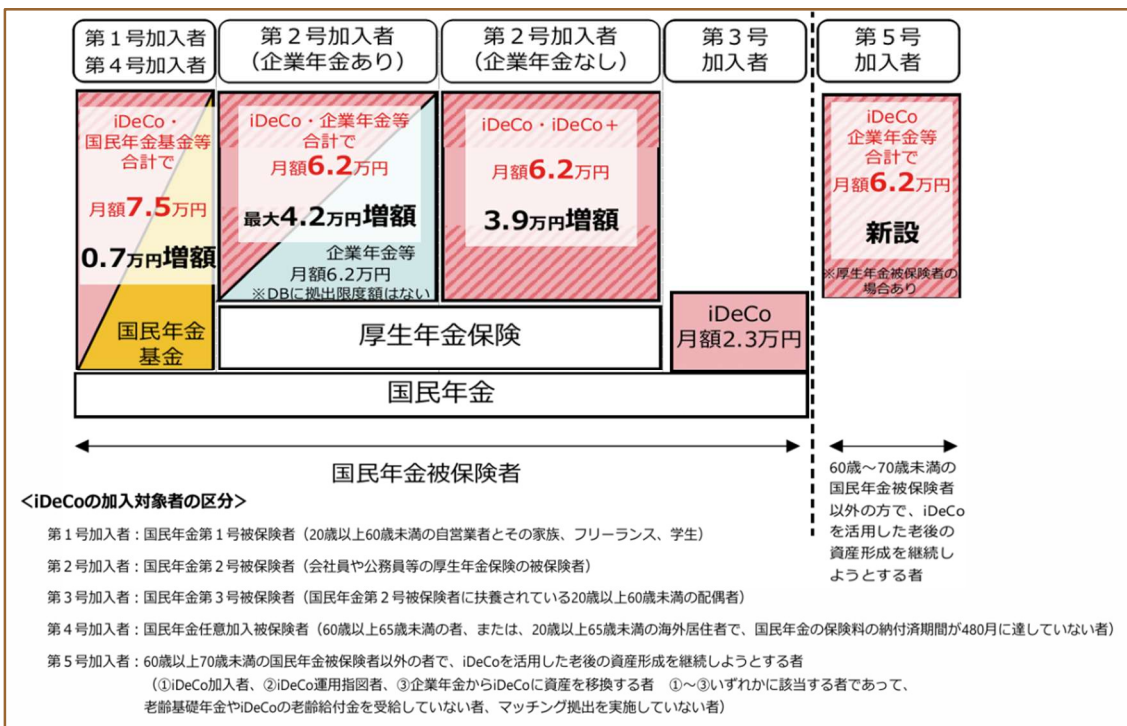 第1号加入者
第4号加入者
第2号加入者
(企業年金あり)
第2号加入者
(企業年金なし)
第3号
加入者
第5号
加入者
iDeCo・
国民年金基金等
合計で
月額7.5万円
0.7万円増額
国民年金
基金
iDeCo・企業年金等
合計で
月額6.2万円
最大4.2万円増額
企業年金等
月額6.2万円
※DBに拠出限度額はない
iDeCo・iDeCo+
月額6.2万円
3.9万円増額
iDeCo
月額2.3万円
iDeCo
企業年金等
合計で
月額6.2万円
新設
※厚生年金被保険者の
場合あり
厚生年金保険
国民年金
国民年金被保険者
60歳~70歳未満の
国民年金被保険者
以外の方で、iDeCo
を活用した老後の
資産形成を継続し
ようとする者
<iDeCoの加入対象者の区分>
第1号加入者:国民年金第1号被保険者(20歳以上60歳未満の自営業者とその家族、フリーランス、学生)
第2号加入者:国民年金第2号被保険者(会社員や公務員等の厚生年金保険の被保険者)
第3号加入者:国民年金第3号被保険者(国民年金第2号被保険者に扶養されている20歳以上60歳未満の配偶者)
第4号加入者:国民年金任意加入被保険者(60歳以上65歳未満の者、または、20歳以上65歳未満の海外居住者で、国民年金の保険料の納付済期間が480月に達していない者)
第5号加入者:60歳以上70歳未満の国民年金被保険者以外の者で、iDeCoを活用した老後の資産形成を継続しようとする者
(①iDeCo加入者、②iDeCo運用指図者、③企業年金からiDeCoに資産を移換する者 ①~③いずれかに該当する者であって、
老齢基礎年金やiDeCoの老齢給付金を受給していない者、マッチング拠出を実施していない者)